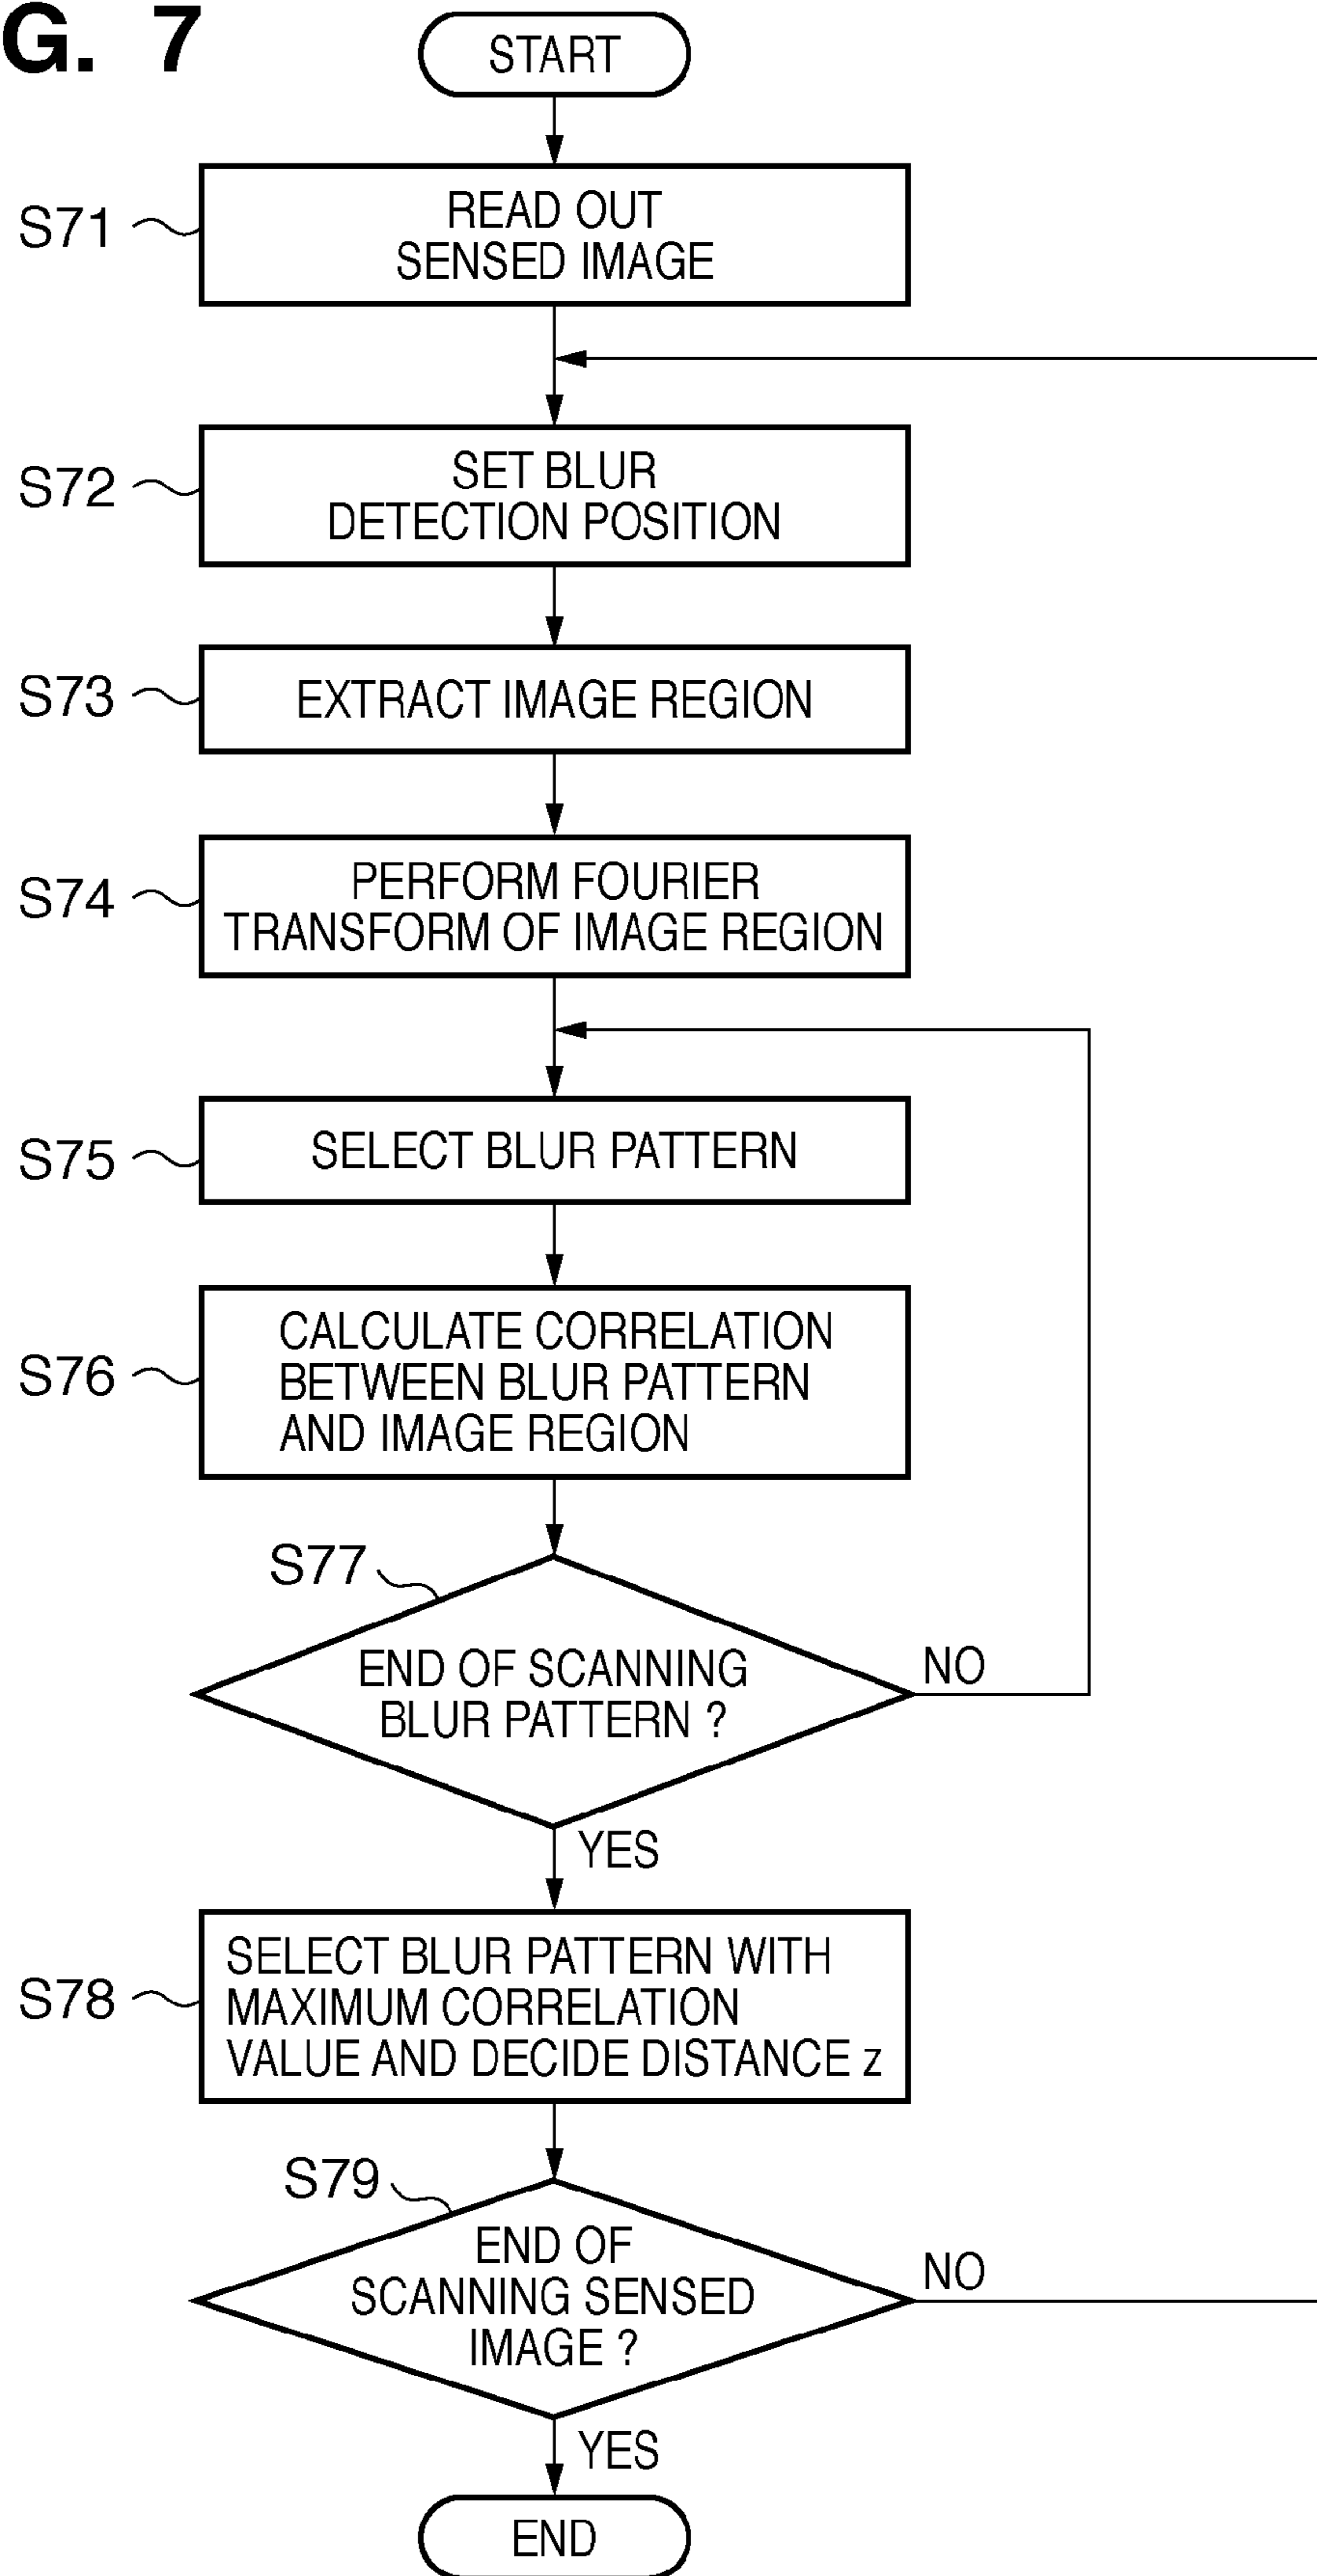 G. 7
START
S71
READ OUT
SENSED IMAGE
S72
SET BLUR
DETECTION POSITION
S73
EXTRACT IMAGE REGION
S74
PERFORM FOURIER
TRANSFORM OF IMAGE REGION
S75
SELECT BLUR PATTERN
S76
CALCULATE CORRELATION
BETWEEN BLUR PATTERN
AND IMAGE REGION
S77
END OF SCANNING
BLUR PATTERN ?
NO
YES
S78
SELECT BLUR PATTERN WITH
MAXIMUM CORRELATION
VALUE AND DECIDE DISTANCE z
S79
END OF
SCANNING SENSED
IMAGE ?
NO
YES
END